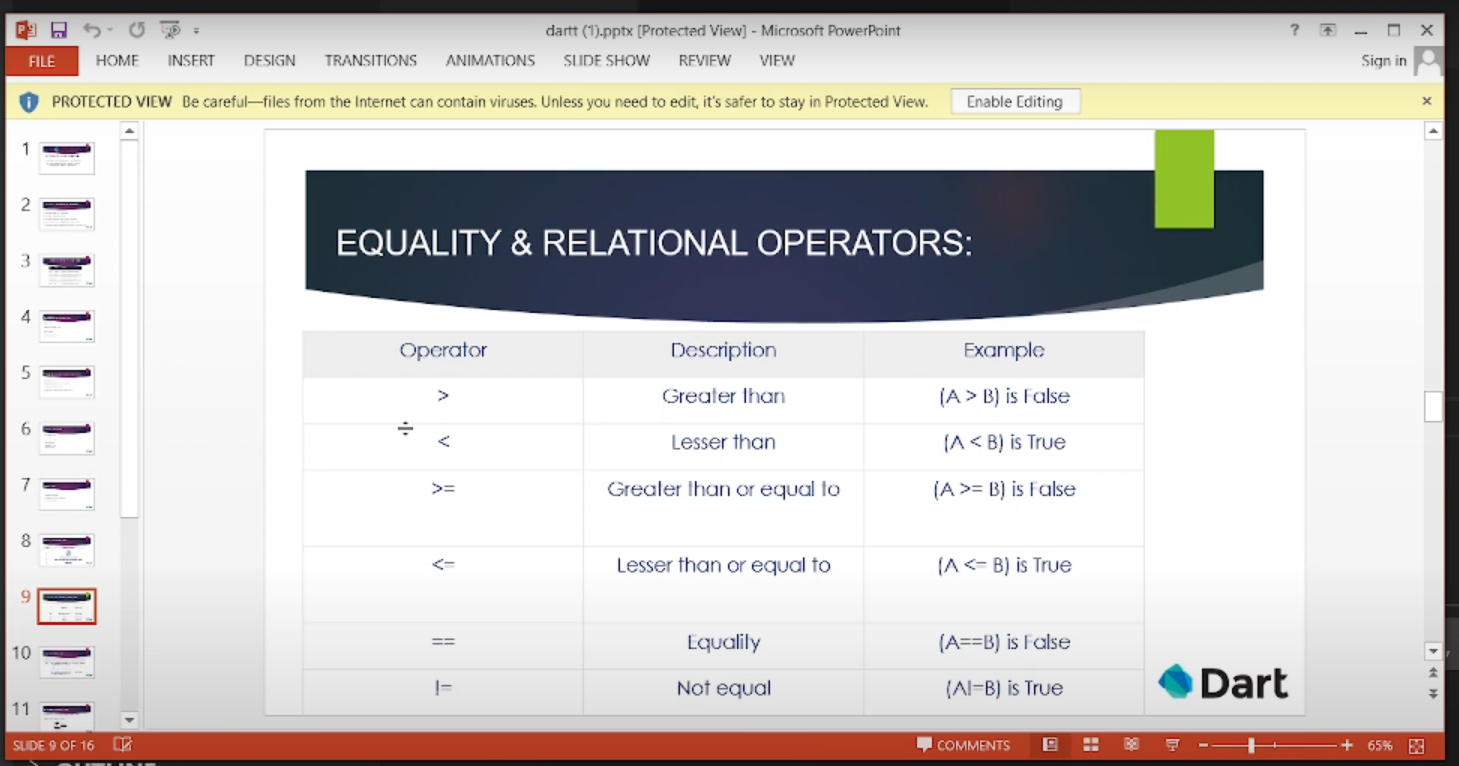 dartt (1).pptx [Protected View] - Microsoft PowerPoint
FILE HOME INSERT DESIGN TRANSITIONS ANIMATIONS SLIDE SHOW REVIEW VIEW Sign in
PROTECTED VIEW Be careful—files from the Internet can contain viruses. Unless you need to edit, it's safer to stay in Protected View. Enable Editing
1
2
3
4
5
6
7
8
9
10
11
EQUALITY & RELATIONAL OPERATORS:
Operator Description Example
> Greater than (A > B) is False
< Lesser than (A < B) is True
>= Greater than or equal to (A >= B) is False
<= Lesser than or equal to (A <= B) is True
== Equality (A==B) is False
!= Not equal (A!=B) is True
Dart
SLIDE 9 OF 16 COMMENTS 65%